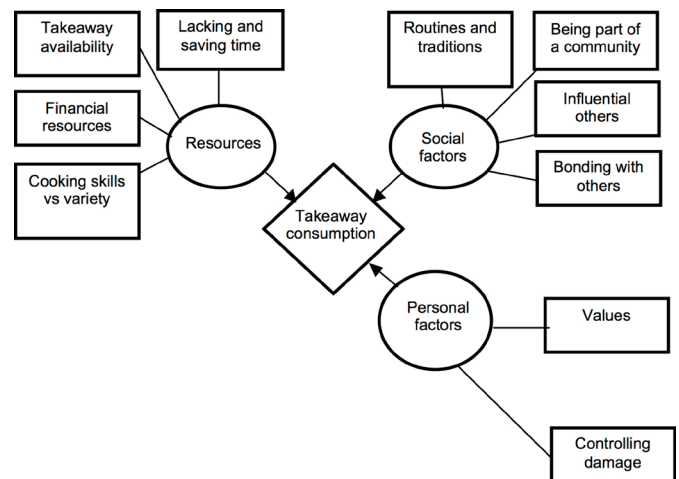 Takeaway
availability
Lacking and
saving time
Financial
resources
Cooking skills
vs variety
Resources
Routines and
traditions
Being part of
a community
Influential
others
Bonding with
others
Social
factors
Takeaway
consumption
Personal
factors
Values
Controlling
damage